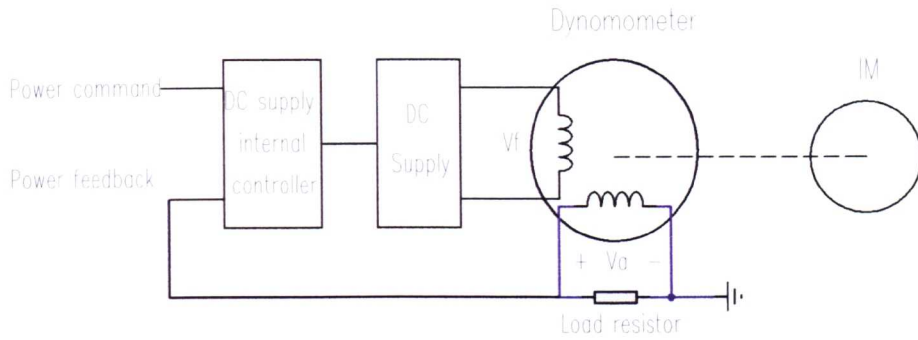 Dynomometer
IM
Power command
DC supply
internal
controller
DC
Supply
Vf
Power feedback
+ Va -
Load resistor